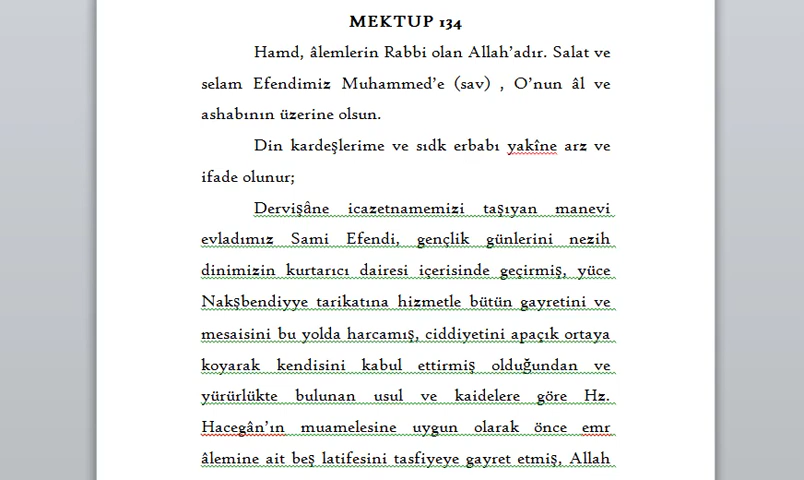 MEKTUP 134
Hamd, âlemlerin Rabbi olan Allah’adır. Salat ve
selam Efendimiz Muhammed’e (sav) , O’nun âl ve
ashabının üzerine olsun.
Din kardeşlerime ve sıdk erbabı yakîne arz ve
ifade olunur;
Dervişâne icazetnamemizi taşıyan manevi
evladımız Sami Efendi, gençlik günlerini nezih
dinimizin kurtarıcı dairesi içerisinde geçirmiş, yüce
Nakşbendiyye tarikatına hizmetle bütün gayretini ve
mesaisini bu yolda harcamış, ciddiyetini apaçık ortaya
koyarak kendisini kabul ettirmiş olduğundan ve
yürürlükte bulunan usul ve kaidelere göre Hz.
Hacegân’ın muamelesine uygun olarak önce emr
âlemine ait beş latifesini tasfiyeye gayret etmiş, Allah